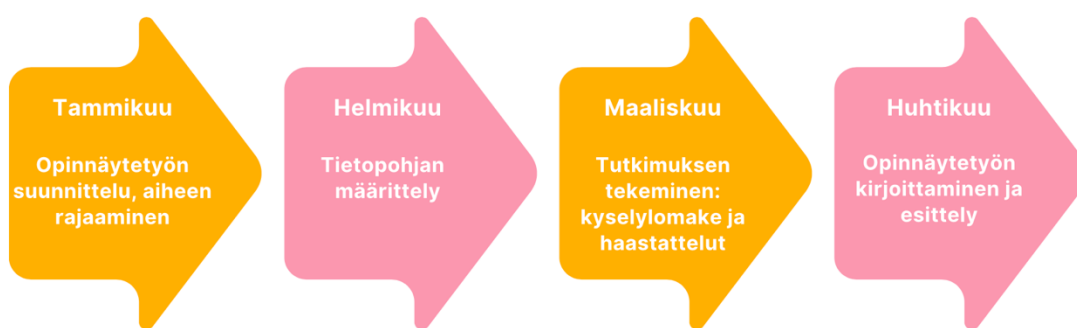 Tammikuu
Opinnäytetyön
suunnittelu, aiheen
rajaaminen
Helmikuu
Tietopohjan
määrittely
Maaliskuu
Tutkimuksen
tekeminen:
kyselylomake ja
haastattelut
Huhtikuu
Opinnäytetyön
kirjoittaminen ja
esittely